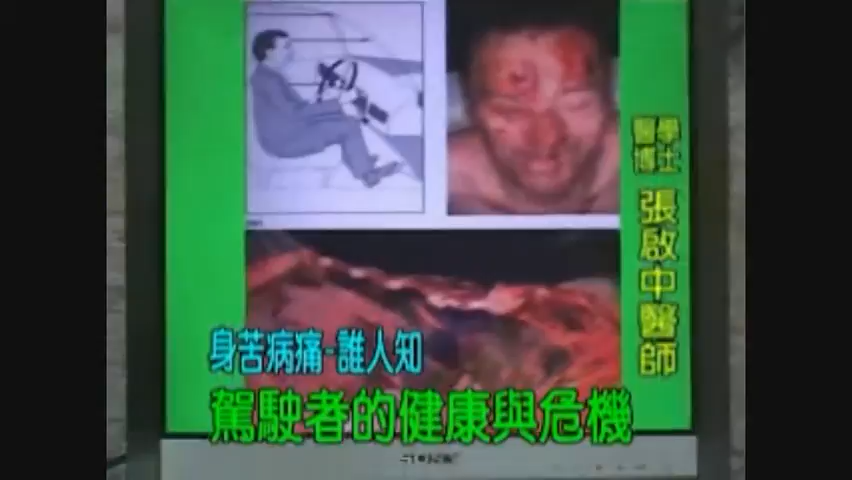 醫學
博士
張啟中醫師
身苦病痛-誰人知
駕駛者的健康與危機